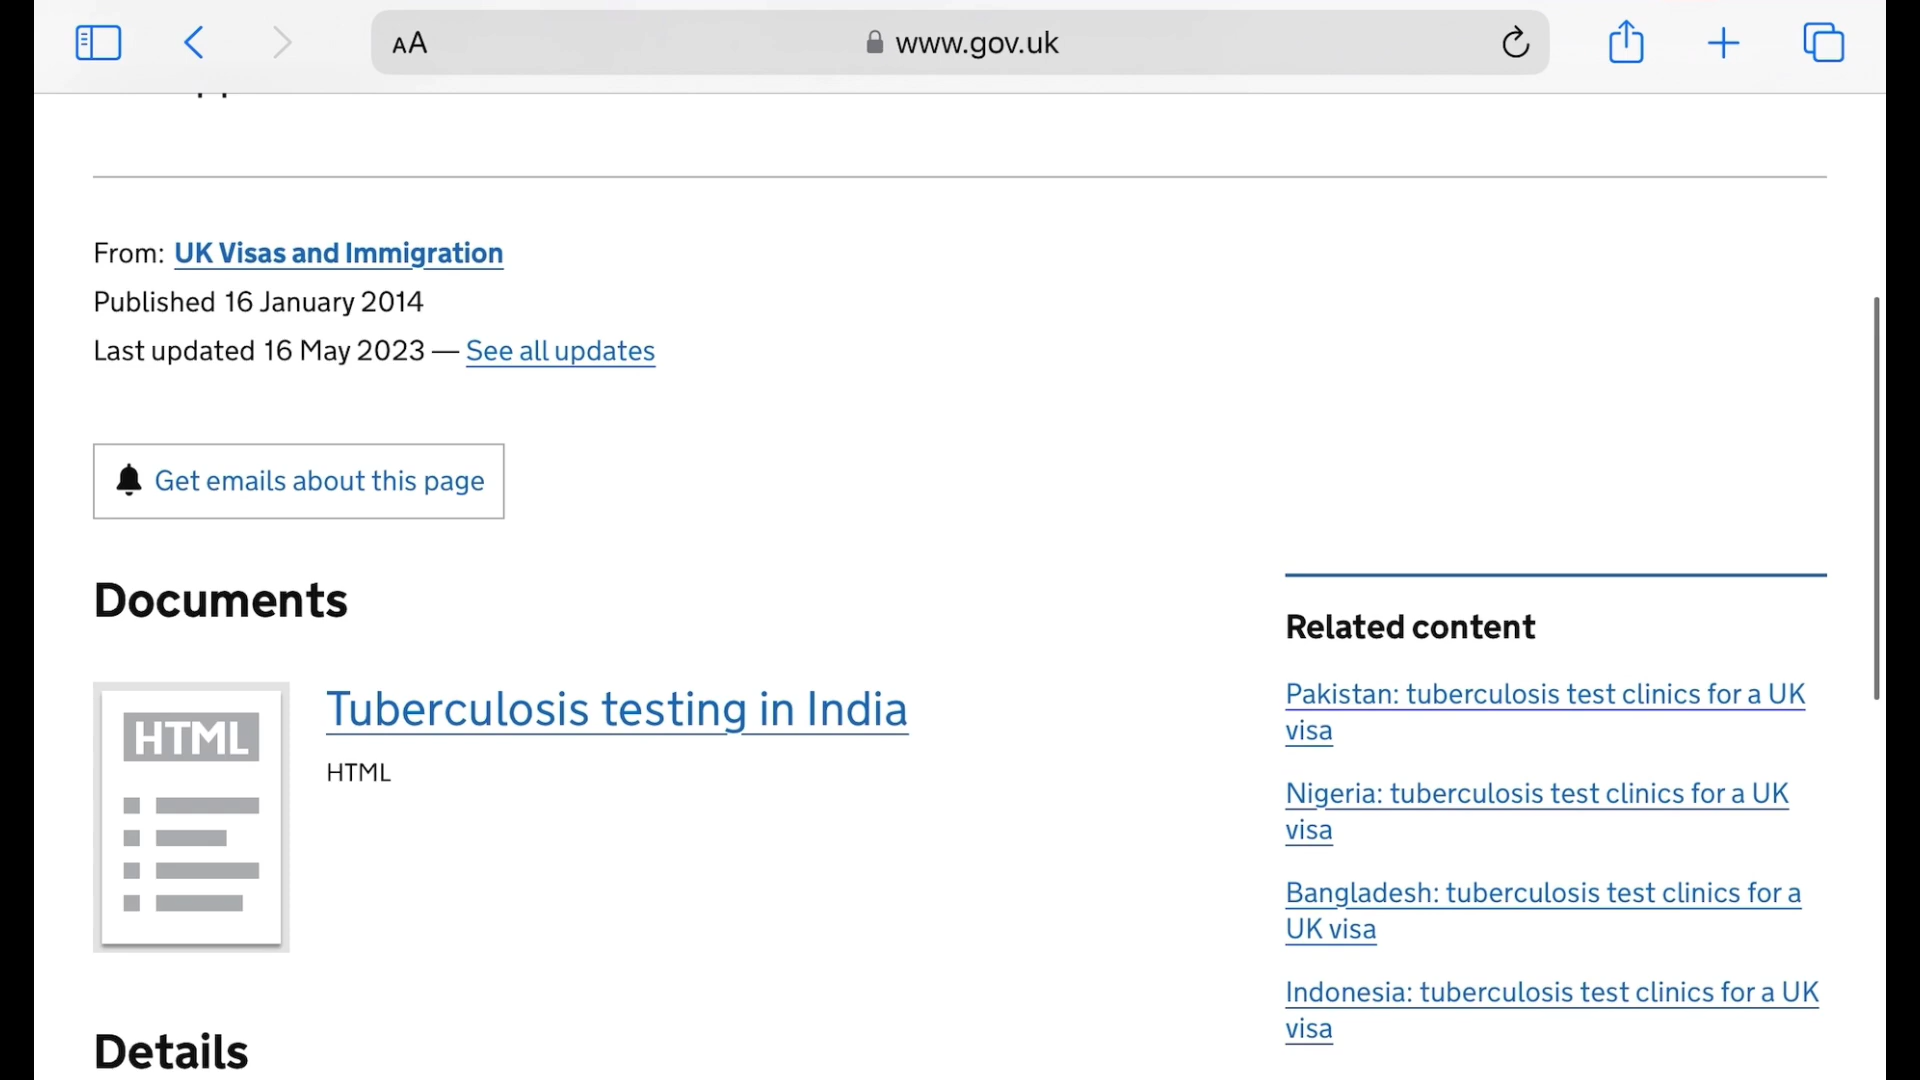 AA
www.gov.uk
From: UK Visas and Immigration
Published 16 January 2014
Last updated 16 May 2023 — See all updates
Get emails about this page
Documents
HTML
Tuberculosis testing in India
HTML
Details
Related content
Pakistan: tuberculosis test clinics for a UK
visa
Nigeria: tuberculosis test clinics for a UK
visa
Bangladesh: tuberculosis test clinics for a
UK visa
Indonesia: tuberculosis test clinics for a UK
visa